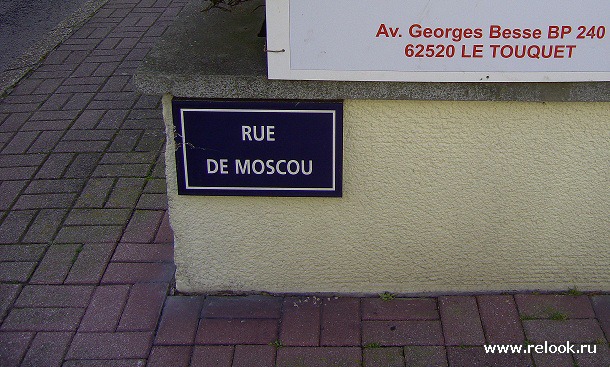 Av. Georges Besse BP 240
62520 LE TOUQUET
RUE
DE MOSCOU
www.relook.ru